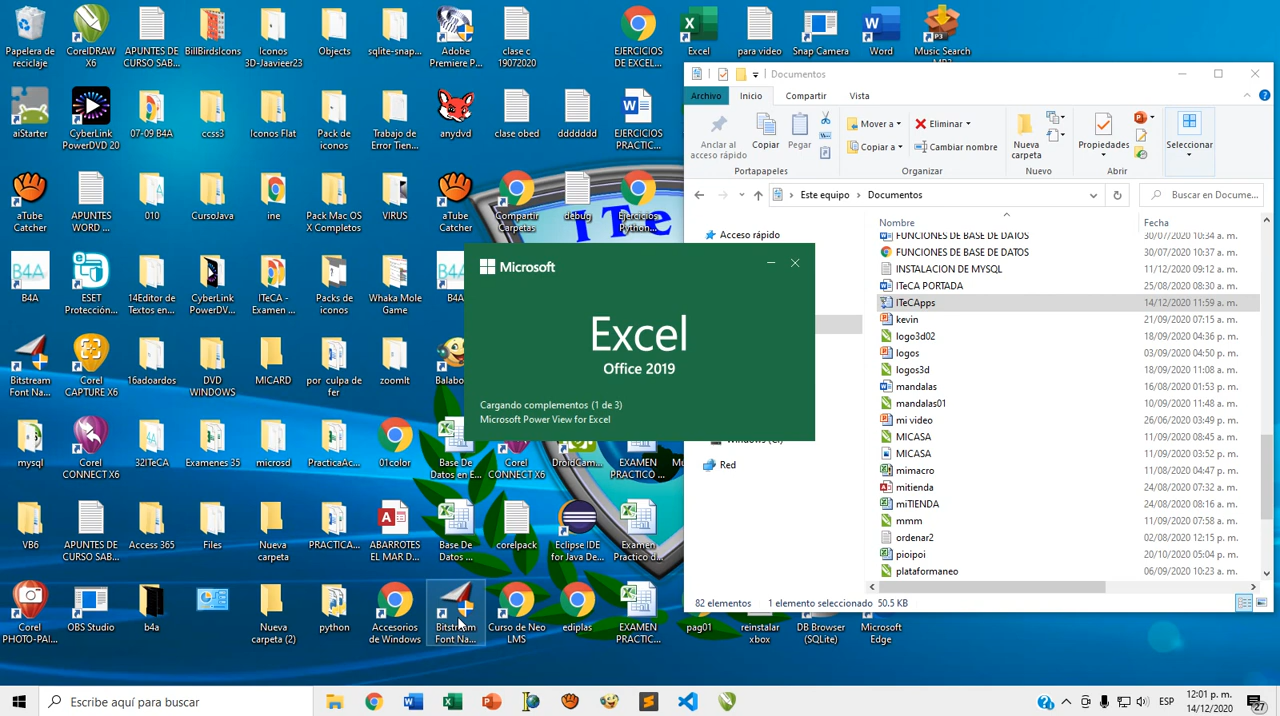 Papelera de reciclaje
CorelDRAW X6
APUNTES DE CURSO SAB...
BillBirdsIcons
Iconos 3D-Jaavieer23
Objects
sqlite-snap...
Adobe Premiere P...
clase c 19072020
EJERCICIOS DE EXCEL...
Excel
para video
Snap Camera
Word
Music Search MP3
aiStarter
CyberLink PowerDVD 20
07-09 B4A
ccss3
Iconos Flat
Pack de iconos
Trabajo de Error Tien...
anydvd
clase obed
ddddddd
EJERCICIOS PRACTIC...
aTube Catcher
APUNTES WORD ...
010
CursoJava
ine
Pack Mac OS X Completos
VIRUS
aTube Catcher
Compartir Carpetas
debug
Ejercicios Python...
ITe
B4A
ESET Protección...
14Editor de Textos en...
CyberLink PowerDV...
ITeCA - Examen ...
Packs de iconos
Whaka Mole Game
B4A
Bitstream Font Na...
Corel CAPTURE X6
16adoardos
DVD WINDOWS
MICARD
por culpa de fer
zoomIt
Balabo
mysql
Corel CONNECT X6
32ITeCA
Examenes 35
microsd
PracticaAc...
01color
Base De Datos en E...
Corel CONNECT X6
DroidCam...
EXAMEN PRACTICO ...
VB6
APUNTES DE CURSO SAB...
Access 365
Files
Nueva carpeta
PRACTICA...
ABARROTES EL MAR D...
Base De Datos ...
corelpack
Eclipse IDE for Java De...
Examen Practico d...
Corel PHOTO-PAI...
OBS Studio
b4a
Nueva carpeta (2)
python
Accesorios de Windows
Bitstream Font Na...
Curso de Neo LMS
ediplas
EXAMEN PRACTIC...
pag01
reinstalar xbox
DB Browser (SQLite)
Microsoft Edge
Documentos
Archivo Inicio Compartir Vista
Anclar al acceso rápido
Copiar
Pegar
Mover a
Copiar a
Eliminar
Cambiar nombre
Nueva carpeta
Propiedades
Seleccionar
Portapapeles Organizar Nuevo Abrir
Este equipo > Documentos
Buscar en Docume...
Nombre Fecha
Acceso rápido
Red
FUNCIONES DE BASE DE DATOS 30/07/2020 10:34 a. m.
FUNCIONES DE BASE DE DATOS 30/07/2020 10:37 a. m.
INSTALACION DE MYSQL 11/12/2020 09:12 a. m.
ITeCA PORTADA 25/08/2020 08:30 a. m.
ITeCApps 14/12/2020 11:59 a. m.
kevin 21/09/2020 07:15 a. m.
logo3d02 18/09/2020 04:36 p. m.
logos 03/09/2020 04:50 p. m.
logos3d 18/09/2020 11:08 a. m.
mandalas 16/08/2020 01:53 p. m.
mandalas01 10/09/2020 11:48 a. m.
mi video 26/06/2020 03:49 p. m.
MICASA 11/09/2020 08:45 a. m.
MICASA 11/09/2020 03:52 p. m.
mimacro 11/08/2020 04:47 p. m.
mitienda 24/08/2020 07:32 a. m.
miTIENDA 24/08/2020 08:16 a. m.
mmm 11/09/2020 07:58 a. m.
ordenar2 02/08/2020 12:15 p. m.
pioipoi 20/10/2020 05:04 p. m.
plataformaneo 06/09/2020 10:23 a. m.
82 elementos 1 elemento seleccionado 50.5 KB
Microsoft
Excel
Office 2019
Cargando complementos (1 de 3)
Microsoft Power View for Excel
Escribe aquí para buscar
ESP
12:01 p. m.
14/12/2020
27